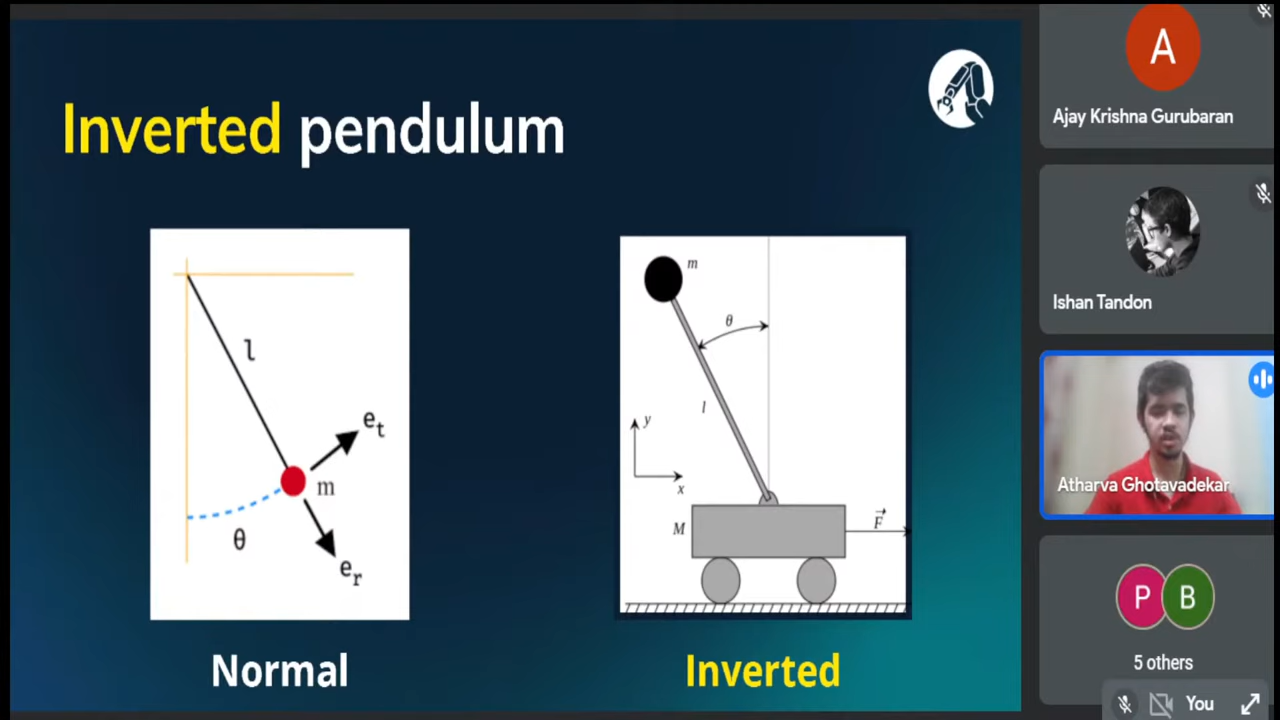 Inverted pendulum
l
e_t
m
θ
e_r
Normal
m
θ
l
y
x
M
F⃗
Inverted
A
Ajay Krishna Gurubaran
Ishan Tandon
Atharva Ghotavadekar
P B
5 others
You